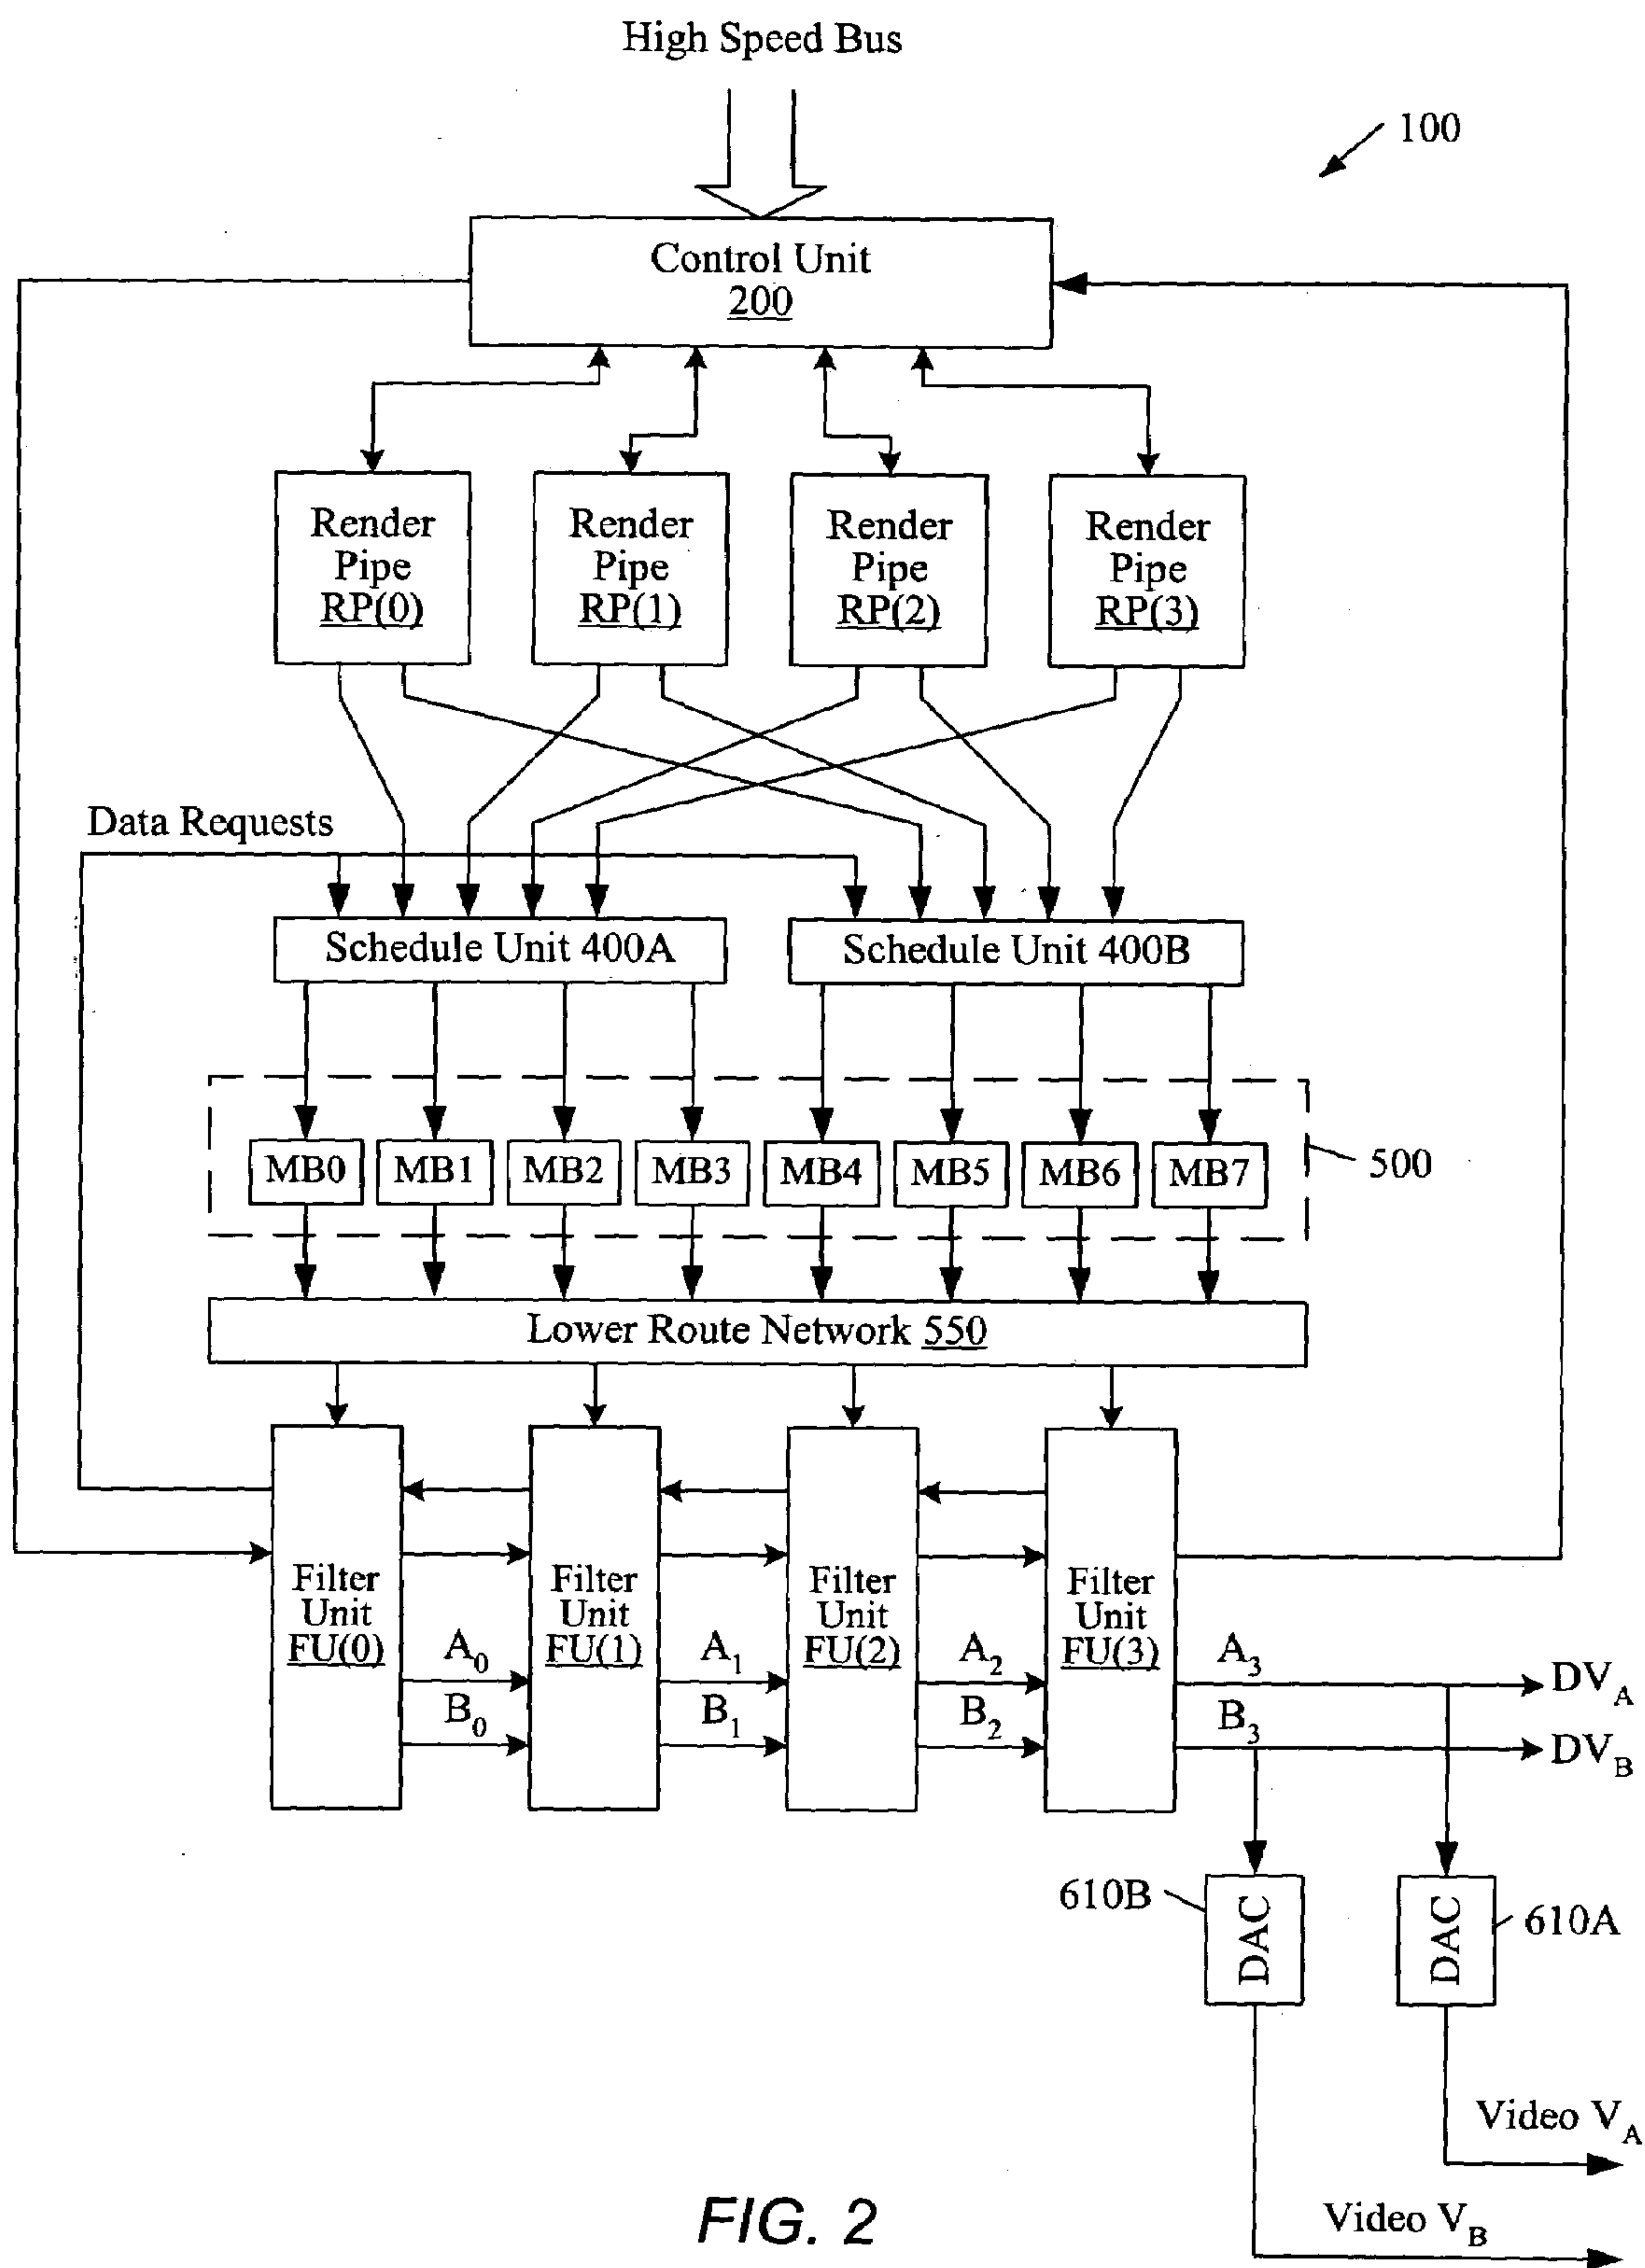 High Speed Bus
100
Control Unit
200
Render
Pipe
RP(0)
Render
Pipe
RP(1)
Render
Pipe
RP(2)
Render
Pipe
RP(3)
Data Requests
Schedule Unit 400A
Schedule Unit 400B
MB0
MB1
MB2
MB3
MB4
MB5
MB6
MB7
500
Lower Route Network 550
Filter
Unit
FU(0)
Filter
Unit
FU(1)
Filter
Unit
FU(2)
Filter
Unit
FU(3)
A0
B0
A1
B1
A2
B2
A3
B3
DVA
DVB
610B
DAC
DAC
610A
Video VA
Video VB
FIG. 2